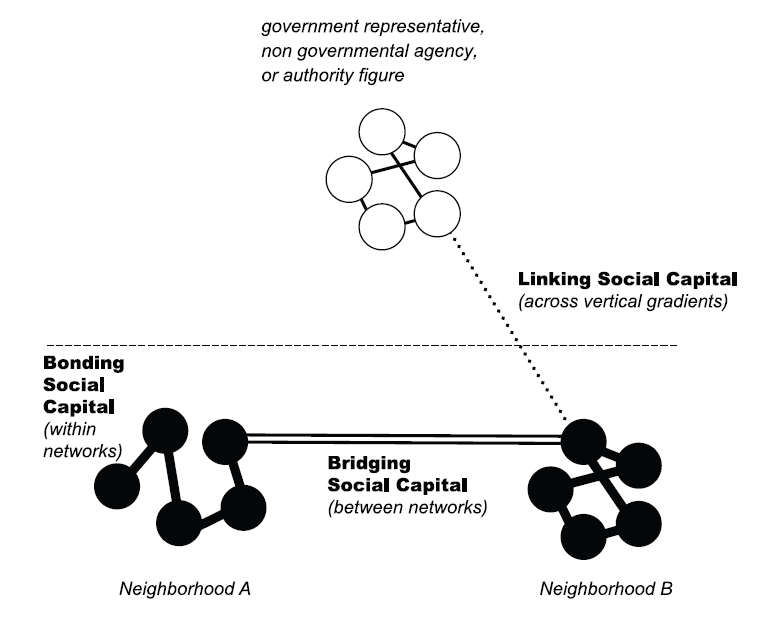 government representative,
non governmental agency,
or authority figure
Linking Social Capital
(across vertical gradients)
Bonding
Social
Capital
(within
networks)
Bridging
Social Capital
(between networks)
Neighborhood A
Neighborhood B